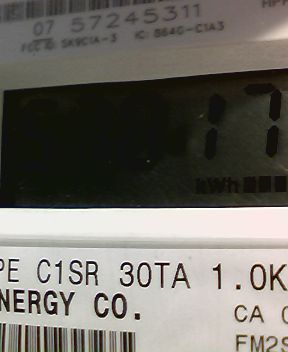 07 57245311
FCC ID: SK9C1A-3 IC: 864G-C1A3
17
kWh
PE C1SR 30TA 1.0K
NERGY CO.
CA
FM2S